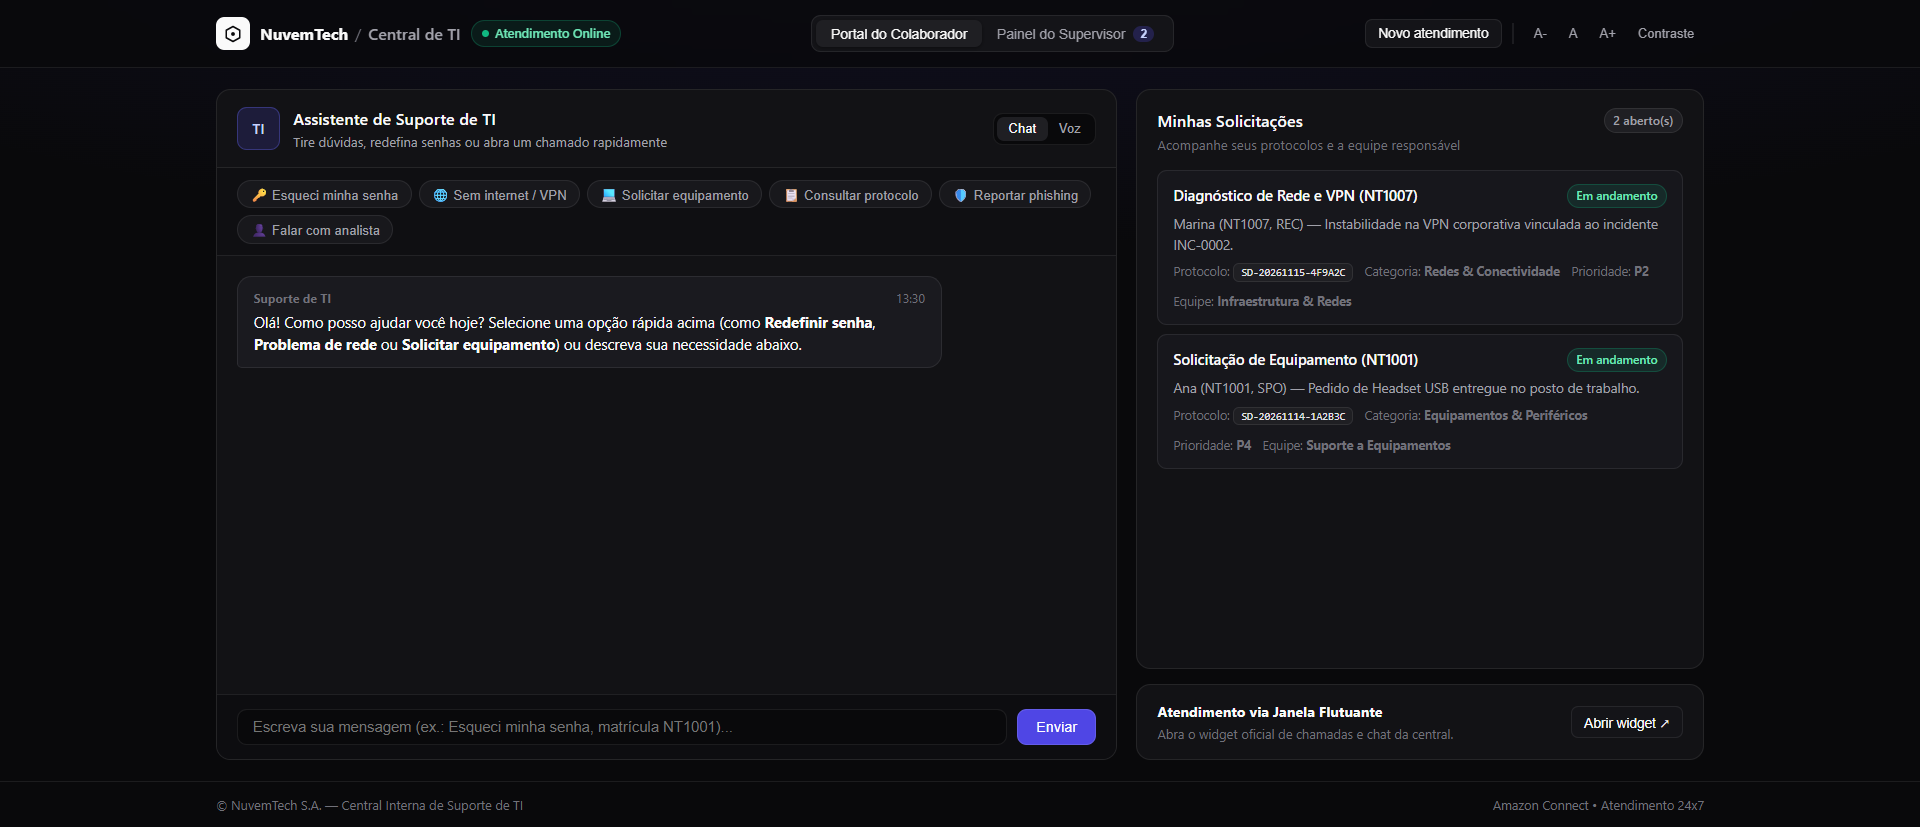 NuvemTech / Central de TI
Atendimento Online
Portal do Colaborador
Painel do Supervisor 2
Novo atendimento
A-
A
A+
Contraste
TI
Assistente de Suporte de TI
Tire dúvidas, redefina senhas ou abra um chamado rapidamente
Chat
Voz
Esqueci minha senha
Sem internet / VPN
Solicitar equipamento
Consultar protocolo
Reportar phishing
Falar com analista
Suporte de TI
13:30
Olá! Como posso ajudar você hoje? Selecione uma opção rápida acima (como Redefinir senha,
Problema de rede ou Solicitar equipamento) ou descreva sua necessidade abaixo.
Escreva sua mensagem (ex.: Esqueci minha senha, matrícula NT1001)...
Enviar
Minhas Solicitações
2 aberto(s)
Acompanhe seus protocolos e a equipe responsável
Diagnóstico de Rede e VPN (NT1007)
Em andamento
Marina (NT1007, REC) — Instabilidade na VPN corporativa vinculada ao incidente
INC-0002.
Protocolo: SD-20261115-4F9A2C Categoria: Redes & Conectividade Prioridade: P2
Equipe: Infraestrutura & Redes
Solicitação de Equipamento (NT1001)
Em andamento
Ana (NT1001, SPO) — Pedido de Headset USB entregue no posto de trabalho.
Protocolo: SD-20261114-1A2B3C Categoria: Equipamentos & Periféricos
Prioridade: P4 Equipe: Suporte a Equipamentos
Atendimento via Janela Flutuante
Abra o widget oficial de chamadas e chat da central.
Abrir widget ↗
© NuvemTech S.A. — Central Interna de Suporte de TI
Amazon Connect • Atendimento 24x7